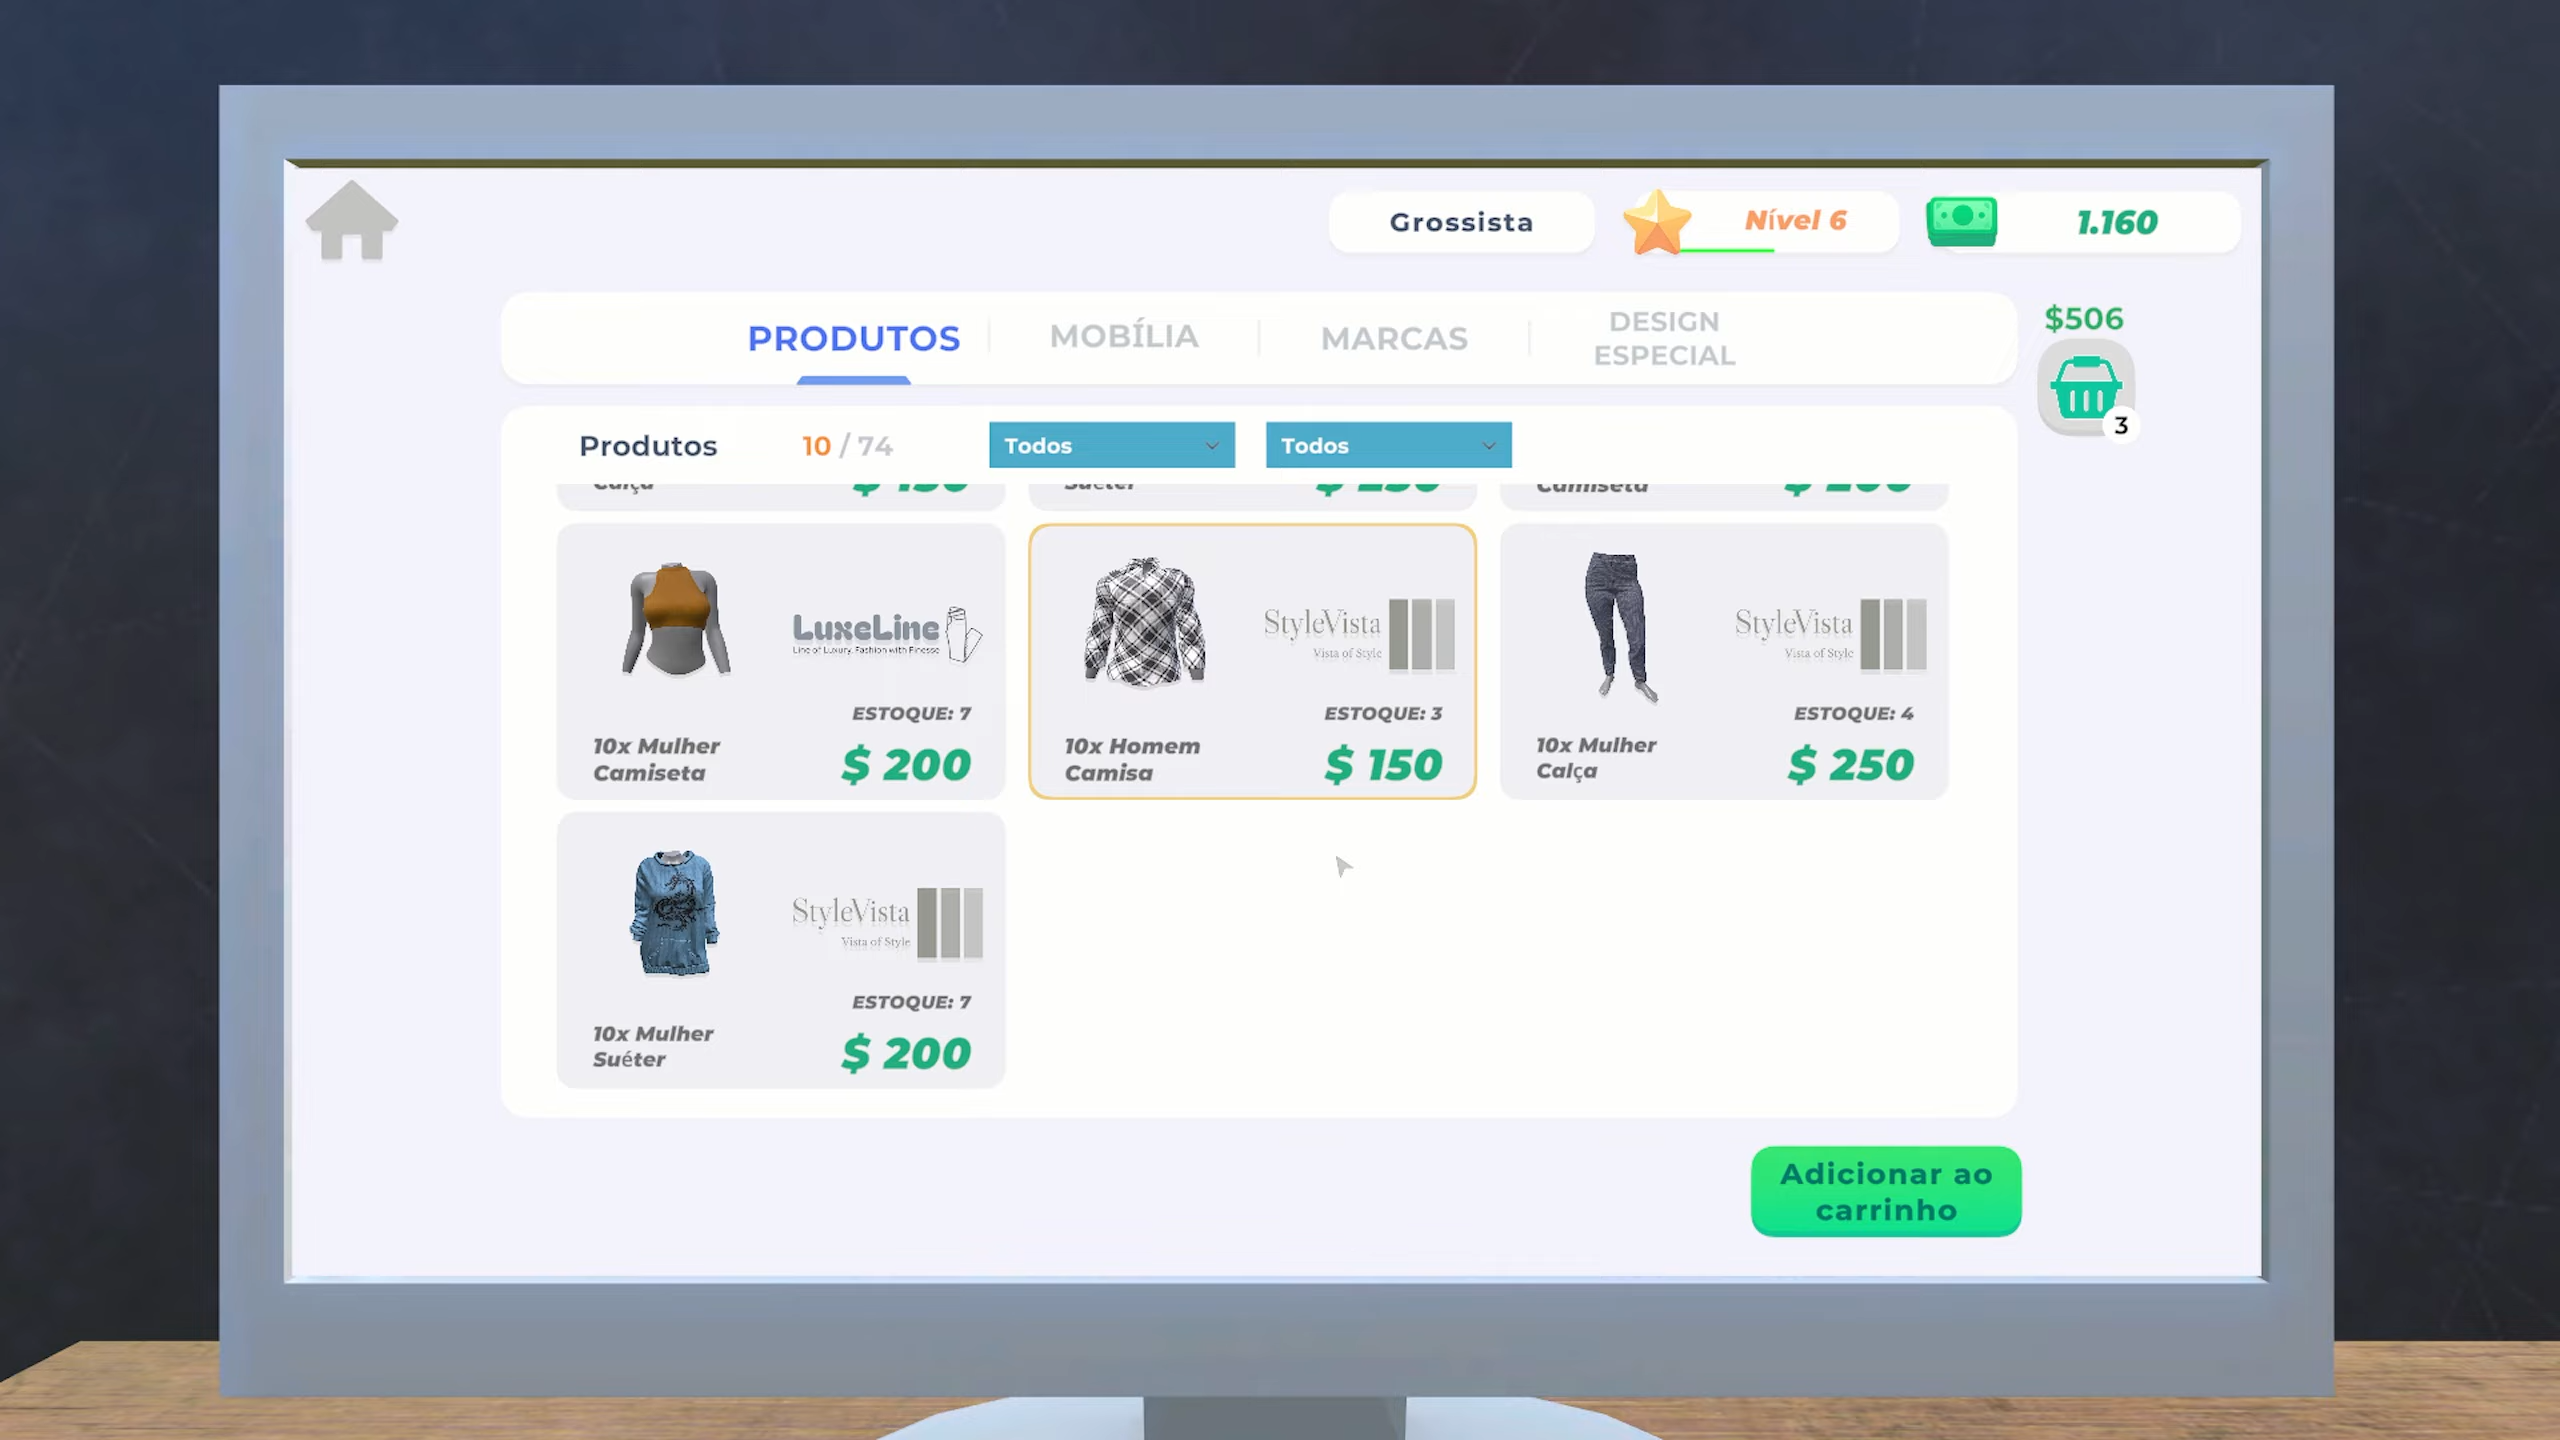 Grossista
Nível 6
1.160
PRODUTOS
MOBÍLIA
MARCAS
DESIGN
ESPECIAL
$506
3
Produtos
10 / 74
Todos
Todos
Calça
Suéter
Camiseta
LuxeLine
Line of Luxury, Fashion with Finesse
ESTOQUE: 7
10x Mulher
Camiseta
$ 200
StyleVista
Vista of Style
ESTOQUE: 3
10x Homem
Camisa
$ 150
StyleVista
Vista of Style
ESTOQUE: 4
10x Mulher
Calça
$ 250
StyleVista
Vista of Style
ESTOQUE: 7
10x Mulher
Suéter
$ 200
Adicionar ao
carrinho